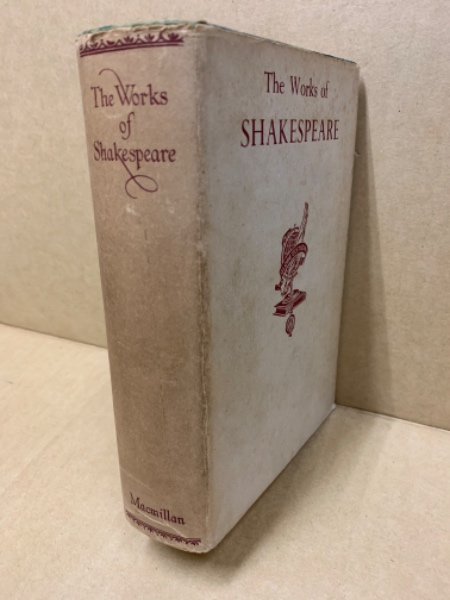 The Works
of
Shakespeare
Macmillan
The Works of
SHAKESPEARE